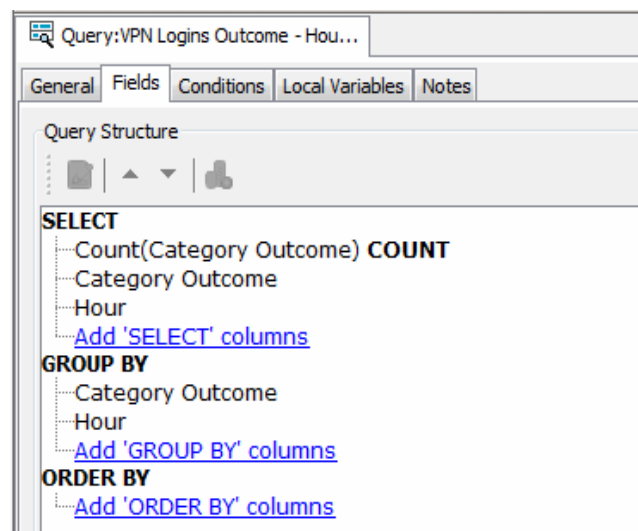 Query:VPN Logins Outcome - Hou...
General Fields Conditions Local Variables Notes
Query Structure
SELECT
Count(Category Outcome) COUNT
Category Outcome
Hour
Add 'SELECT' columns
GROUP BY
Category Outcome
Hour
Add 'GROUP BY' columns
ORDER BY
Add 'ORDER BY' columns